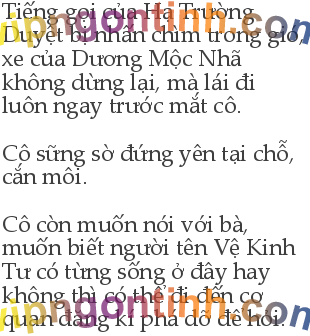 Tiếng gọi của Hạ Trường
Duyệt bị nhấn chìm trong gió,
xe của Dương Mộc Nhã
không dừng lại, mà lái đi
luôn ngay trước mắt cô.
Cô sững sờ đứng yên tại chỗ,
cắn môi.
Cô còn muốn nói với bà,
muốn biết người tên Vệ Kinh
Tư có từng sống ở đây hay
không thì có thể đi đến cơ
quan đăng kí phá dỡ để hỏi.